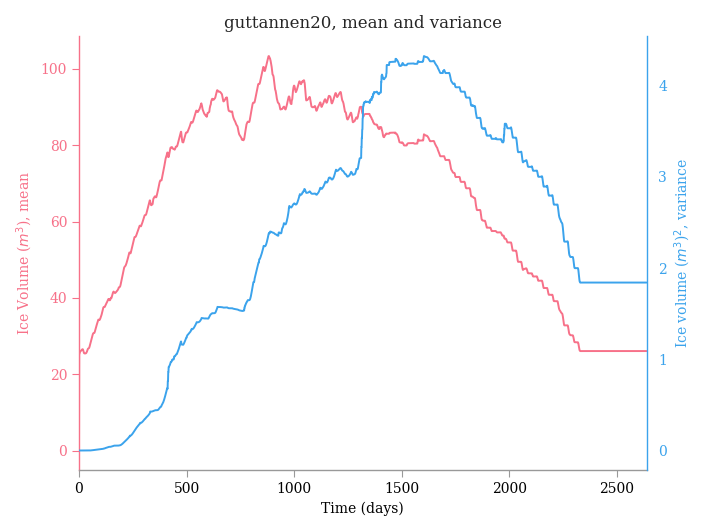 guttannen20, mean and variance
Ice Volume (m³), mean
100
80
60
40
20
0
Ice volume (m³)², variance
4
3
2
1
0
0 500 1000 1500 2000 2500
Time (days)